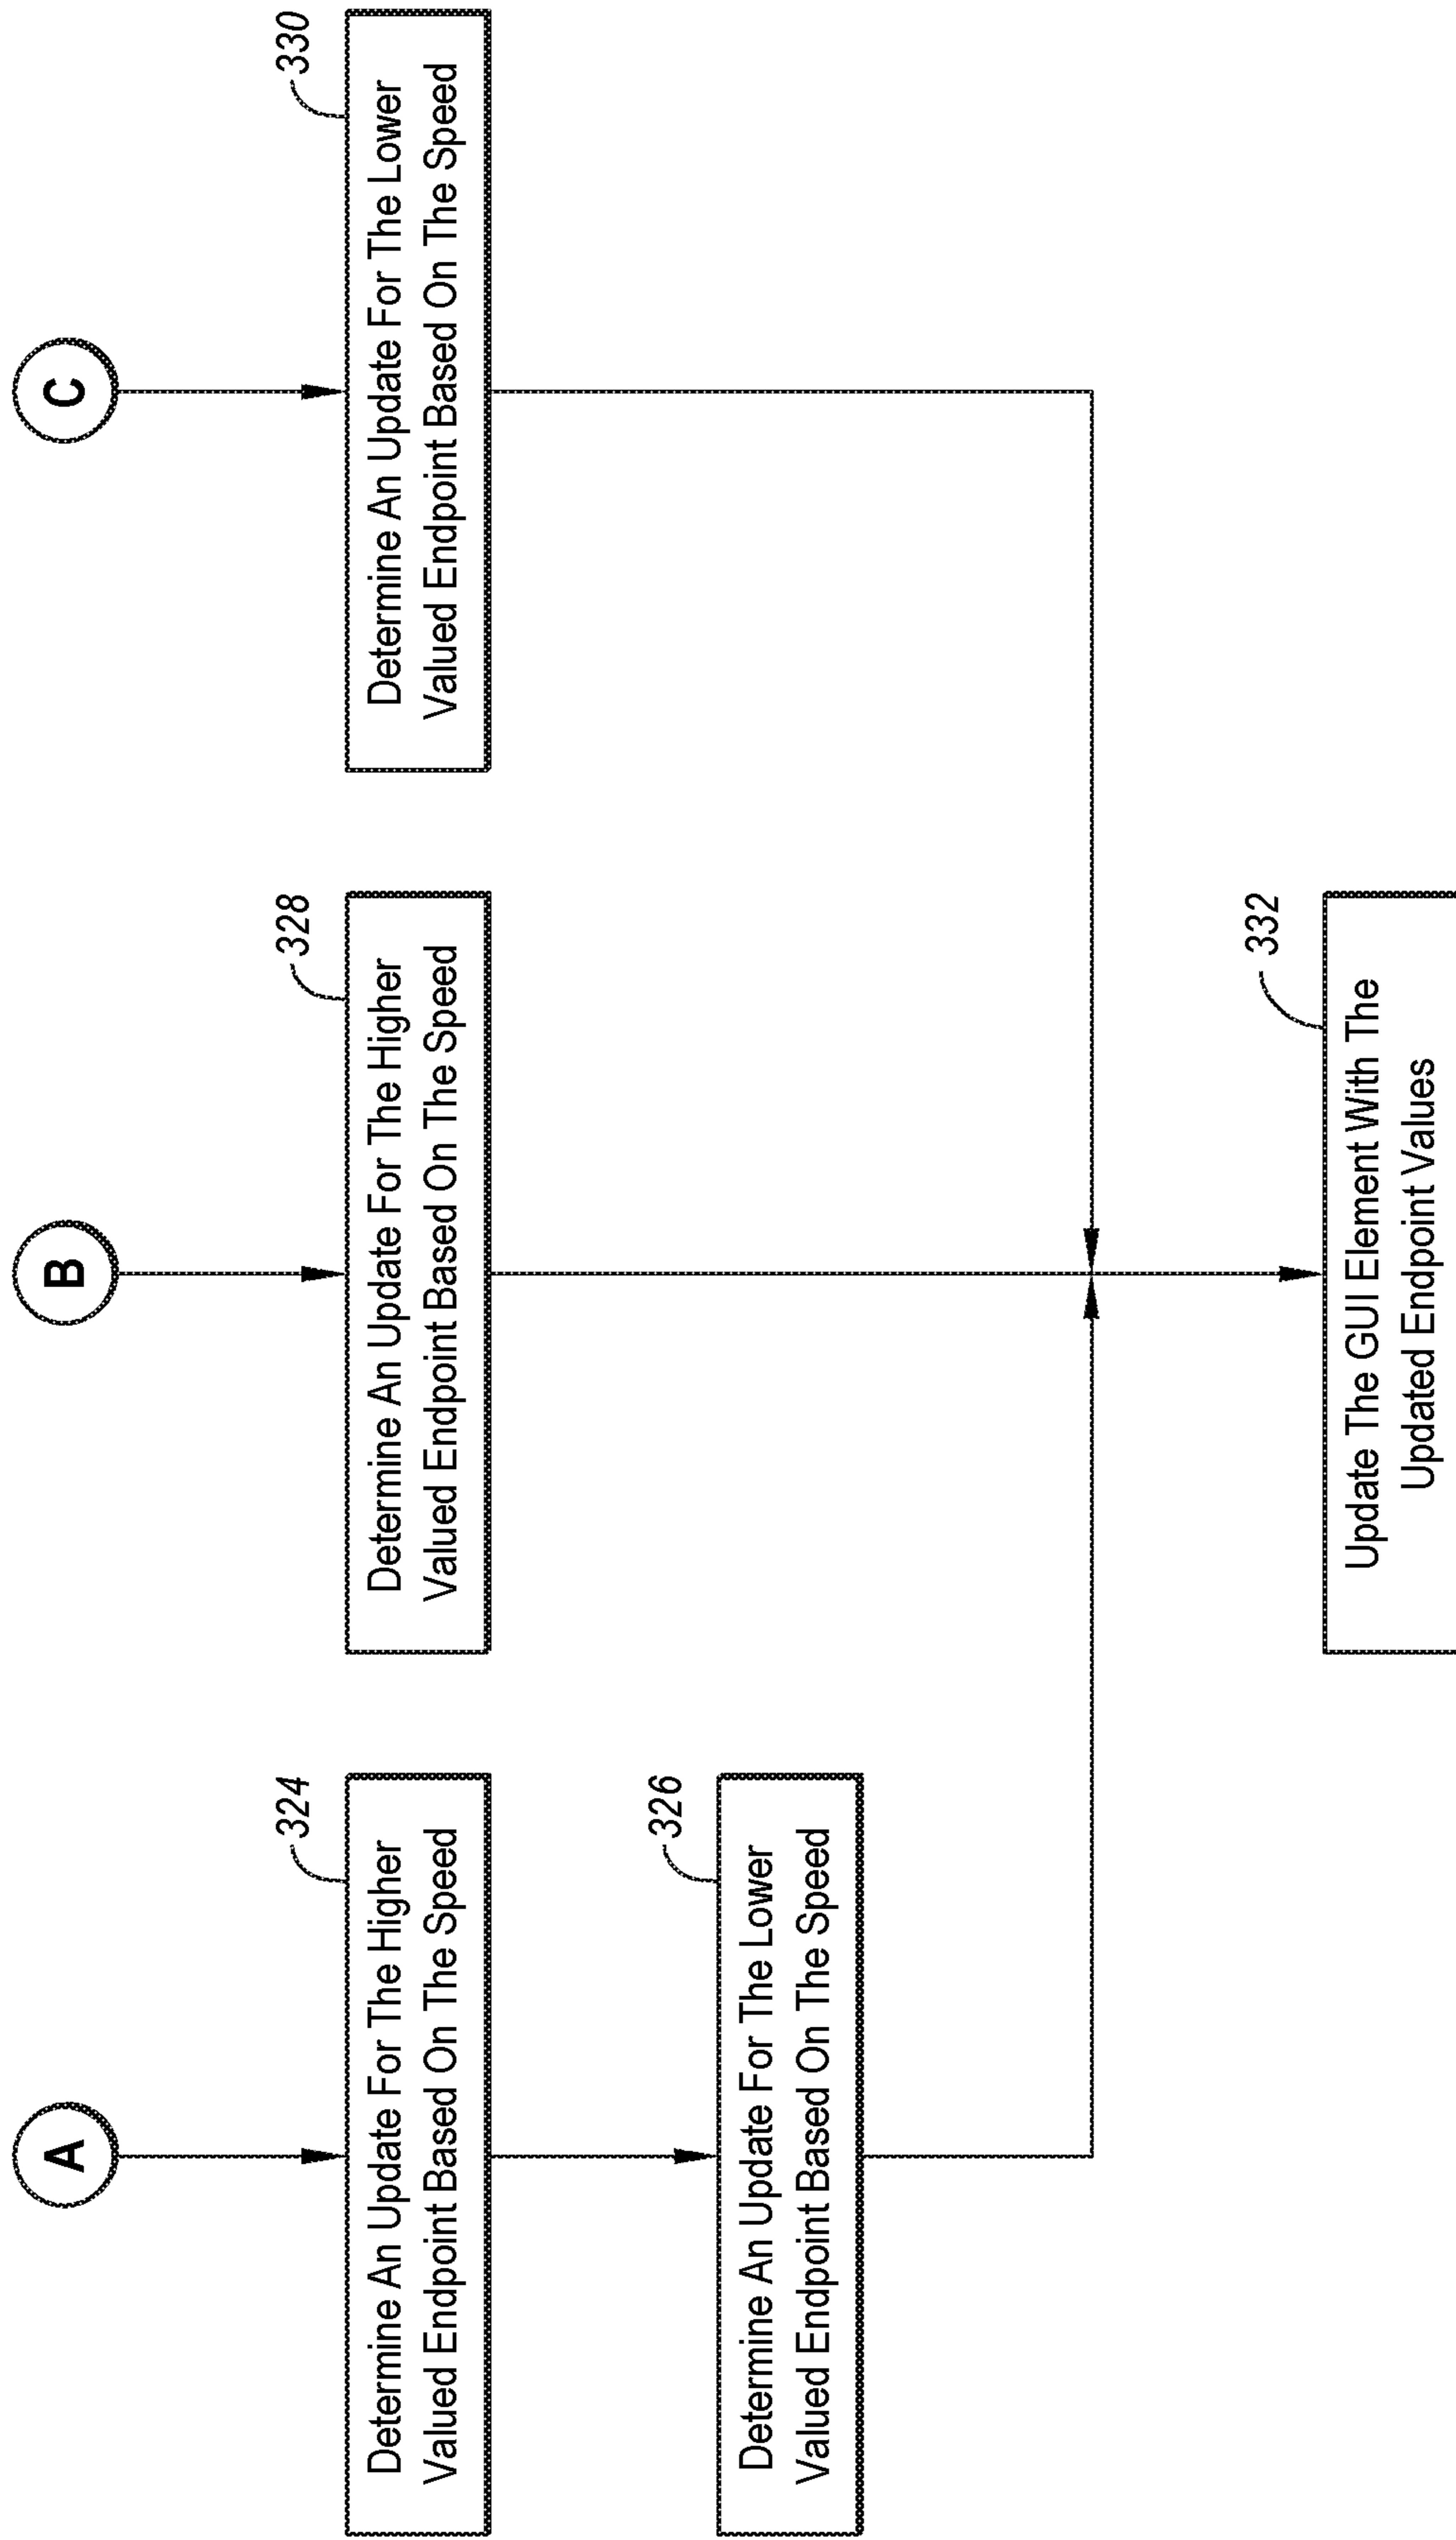 A
324
Determine An Update For The Higher
Valued Endpoint Based On The Speed
326
Determine An Update For The Lower
Valued Endpoint Based On The Speed
B
328
Determine An Update For The Higher
Valued Endpoint Based On The Speed
C
330
Determine An Update For The Lower
Valued Endpoint Based On The Speed
332
Update The GUI Element With The
Updated Endpoint Values